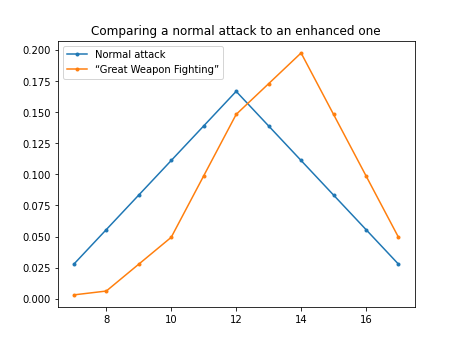 Comparing a normal attack to an enhanced one
Normal attack
“Great Weapon Fighting”
0.200
0.175
0.150
0.125
0.100
0.075
0.050
0.025
0.000
8 10 12 14 16